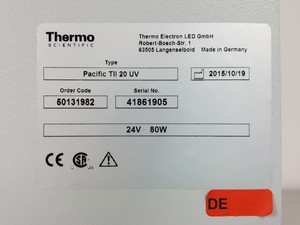 Thermo
SCIENTIFIC
Thermo Electron LED GmbH
Robert-Bosch-Str. 1
63505 Langenselbold
Made in Germany
Type
Pacific TII 20 UV
2015/10/19
Order Code
Serial No.
50131982
41861905
24V 80W
CE
DE